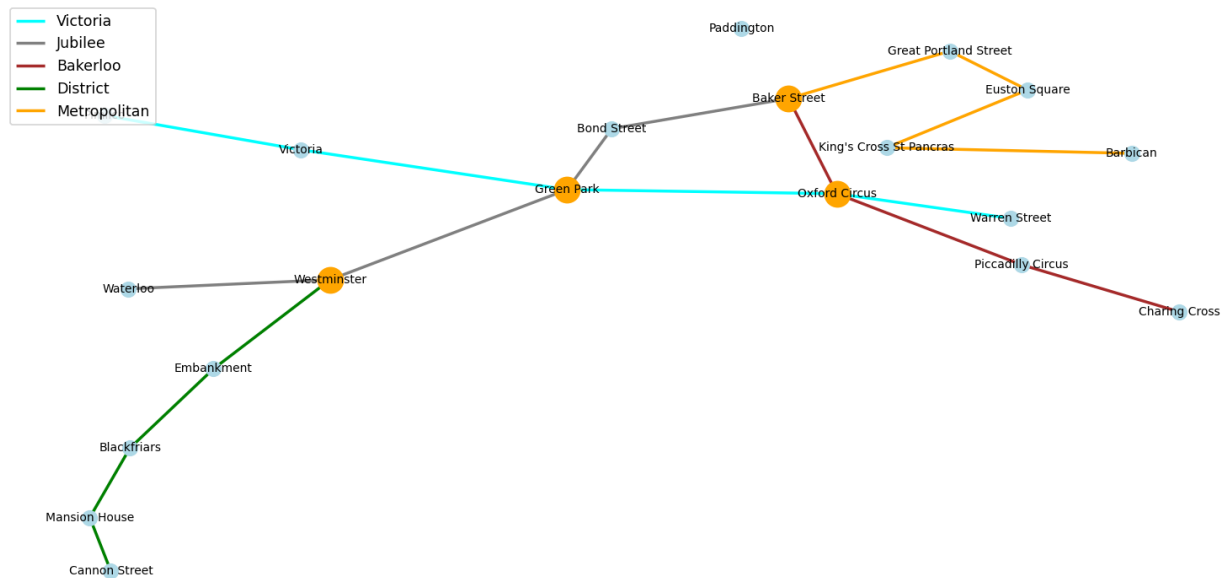 Victoria
Jubilee
Bakerloo
District
Metropolitan
Paddington
Great Portland Street
Euston Square
Baker Street
Bond Street
King's Cross St Pancras
Barbican
Victoria
Green Park
Oxford Circus
Warren Street
Piccadilly Circus
Westminster
Waterloo
Charing Cross
Embankment
Blackfriars
Mansion House
Cannon Street